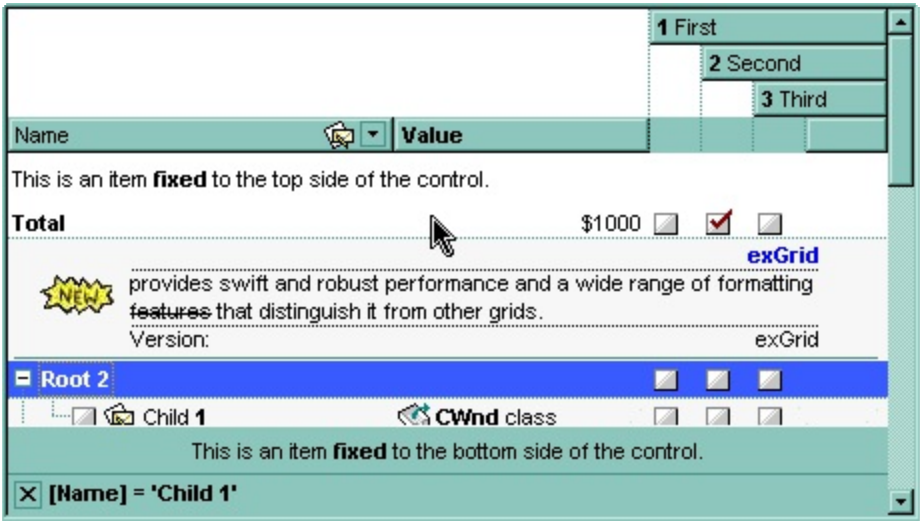 1 First
2 Second
3 Third
Name Value
This is an item fixed to the top side of the control.
Total $1000
exGrid
NEW provides swift and robust performance and a wide range of formatting
features that distinguish it from other grids.
Version: exGrid
Root 2
Child 1 CWnd class
This is an item fixed to the bottom side of the control.
[Name] = 'Child 1'